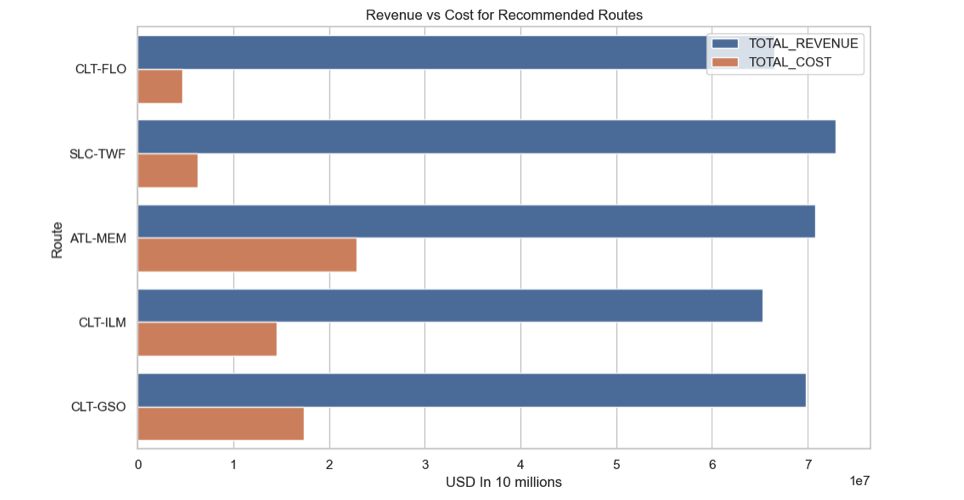 Revenue vs Cost for Recommended Routes
TOTAL_REVENUE
TOTAL_COST
CLT-FLO
SLC-TWF
ATL-MEM
CLT-ILM
CLT-GSO
Route
0 1 2 3 4 5 6 7
1e7
USD In 10 millions